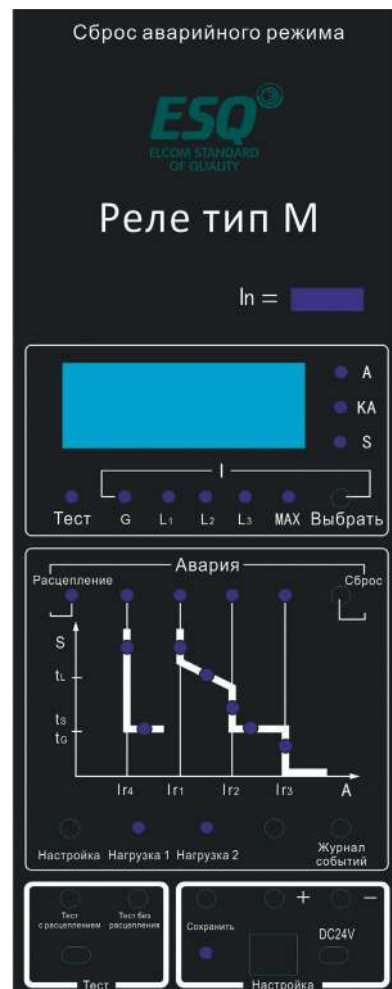 Сброс аварийного режима
ESQ®
ELCOM STANDARD
OF QUALITY
Реле тип М
In =
A
KA
S
I
Тест G L1 L2 L3 MAX Выбрать
Авария
Расцепление
Сброс
S
tL
ts
tG
Ir4 Ir1 Ir2 Ir3 A
Настройка Нагрузка 1 Нагрузка 2 Журнал
событий
Тест
с расцеплением
Тест без
расцепления
Тест
+ −
Сохранить
DC24V
Настройка